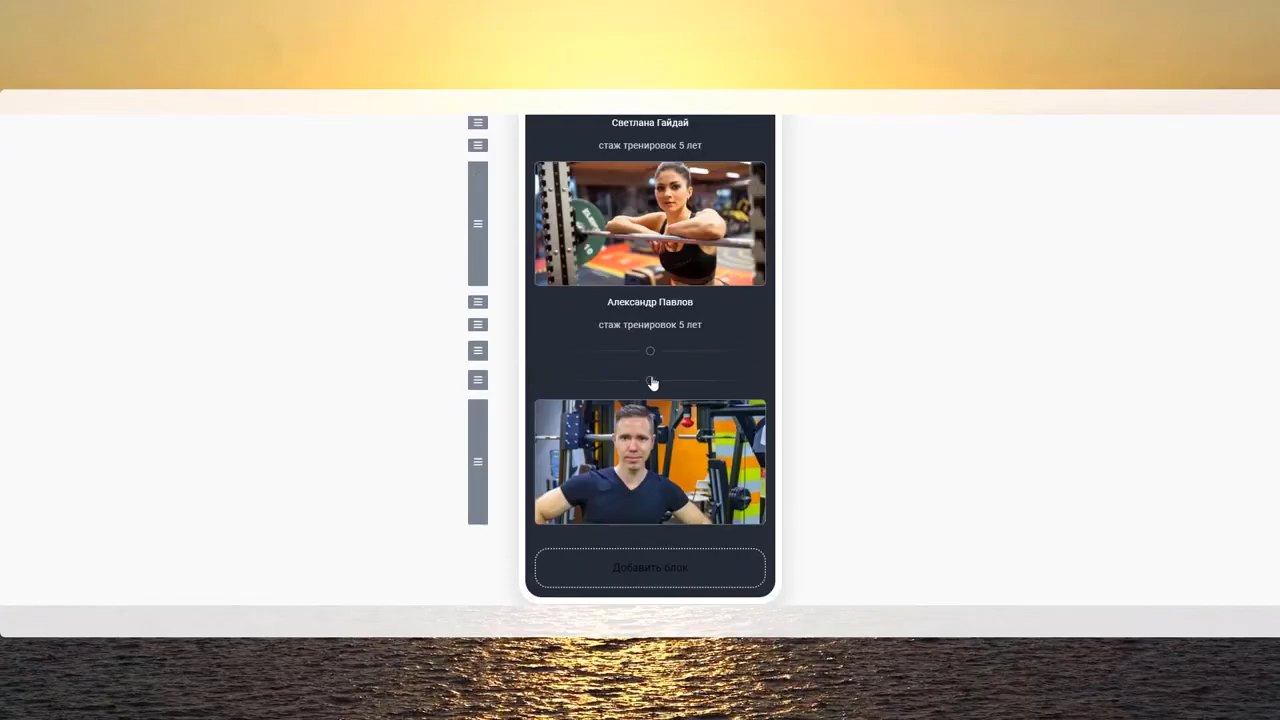 Светлана Гайдай
стаж тренировок 5 лет
Александр Павлов
стаж тренировок 5 лет
Добавить блок